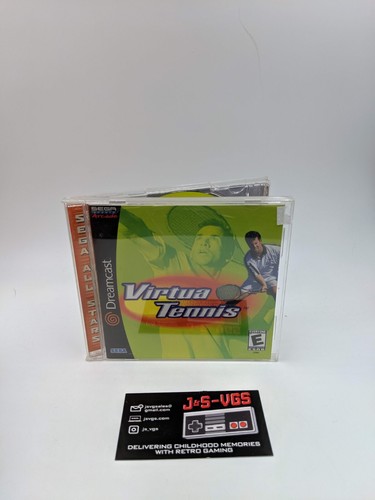 SEGA
SEGA ALL STARS
Dreamcast
Virtua
Tennis
SEGA
E
J&S-VGS
jsvgsales@
gmail.com
jsvgs.com
js_vgs
DELIVERING CHILDHOOD MEMORIES
WITH RETRO GAMING